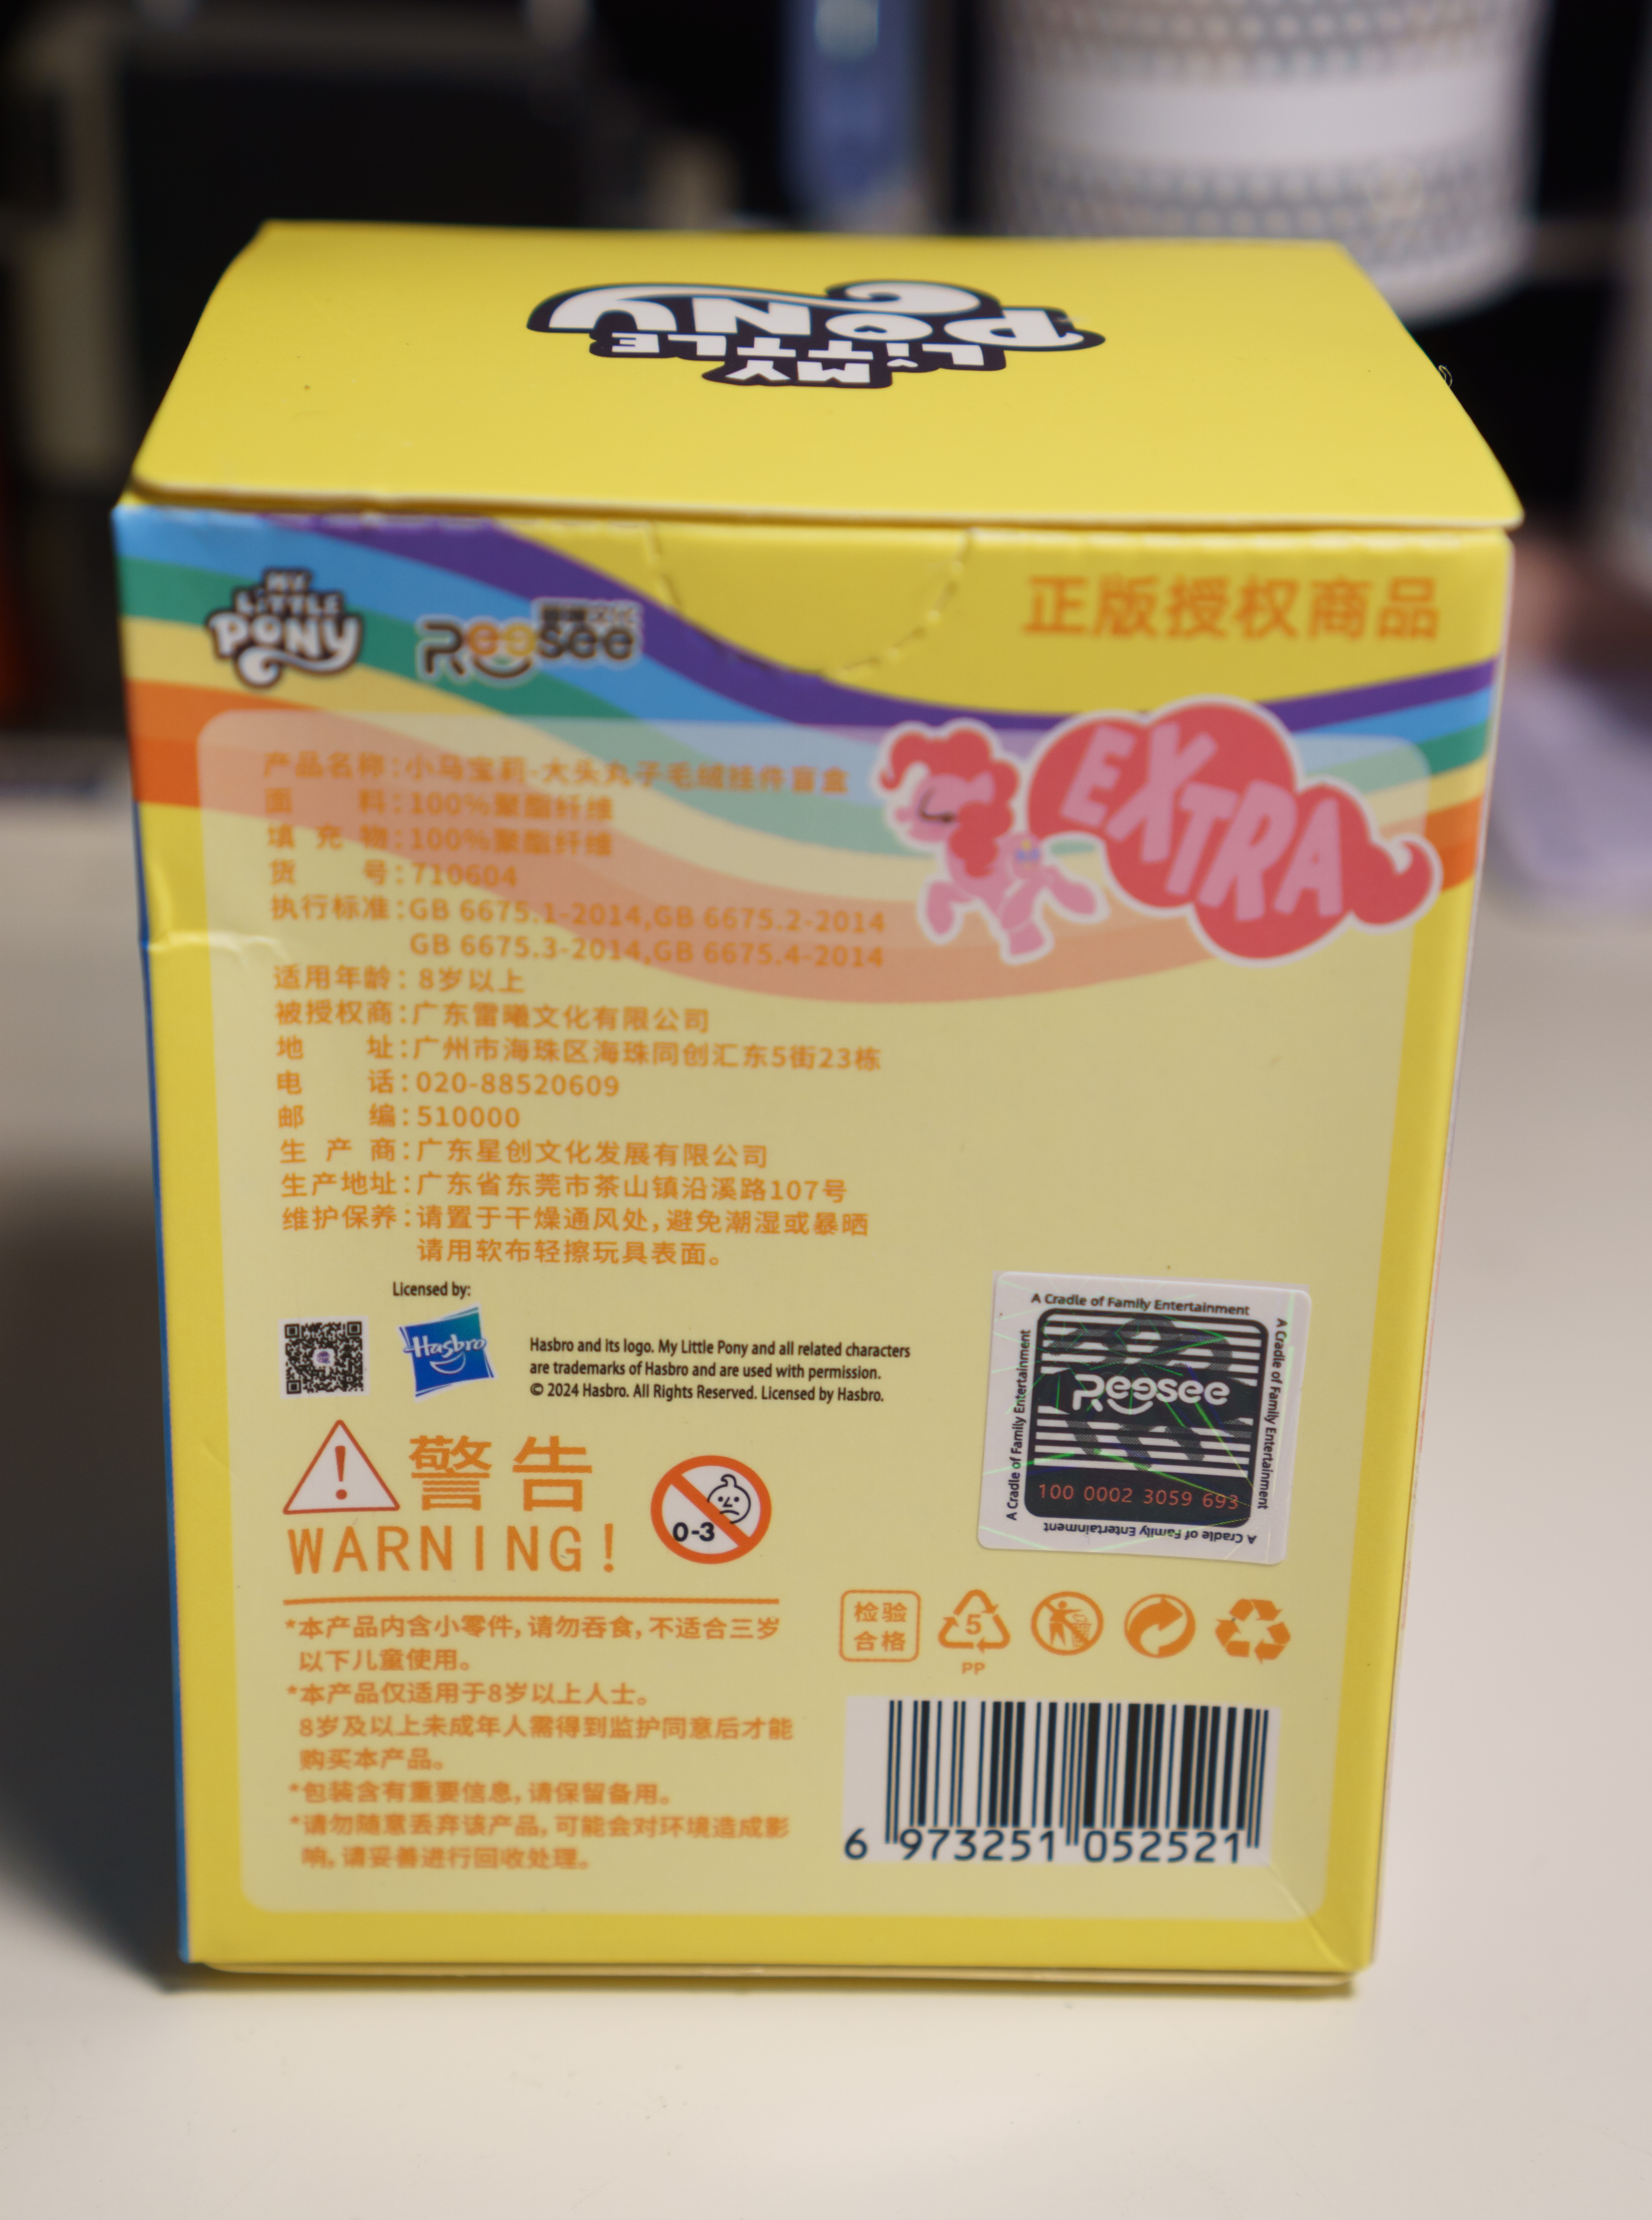 MY
LITTLE
PONY
MY
LITTLE
PONY
Reesee
正版授权商品
EXTRA
产品名称:小马宝莉-大头丸子毛绒挂件盲盒
面料:100%聚酯纤维
填充物:100%聚酯纤维
货号:710604
执行标准:GB 6675.1-2014,GB 6675.2-2014
GB 6675.3-2014,GB 6675.4-2014
适用年龄:8岁以上
被授权商:广东雷曦文化有限公司
地址:广州市海珠区海珠同创汇东5街23栋
电话:020-88520609
邮编:510000
生产商:广东星创文化发展有限公司
生产地址:广东省东莞市茶山镇沿溪路107号
维护保养:请置于干燥通风处,避免潮湿或暴晒
请用软布轻擦玩具表面。
Licensed by:
Hasbro
Hasbro and its logo. My Little Pony and all related characters
are trademarks of Hasbro and are used with permission.
© 2024 Hasbro. All Rights Reserved. Licensed by Hasbro.
A Cradle of Family Entertainment
A Cradle of Family Entertainment
A Cradle of Family Entertainment
Reesee
100 0002 3059 693
A Cradle of Family Entertainment
警告
WARNING!
0-3
*本产品内含小零件,请勿吞食,不适合三岁
以下儿童使用。
*本产品仅适用于8岁以上人士。
8岁及以上未成年人需得到监护同意后才能
购买本产品。
*包装含有重要信息,请保留备用。
*请勿随意丢弃该产品,可能会对环境造成影
响,请妥善进行回收处理。
检验
合格
5
PP
6 973251 052521